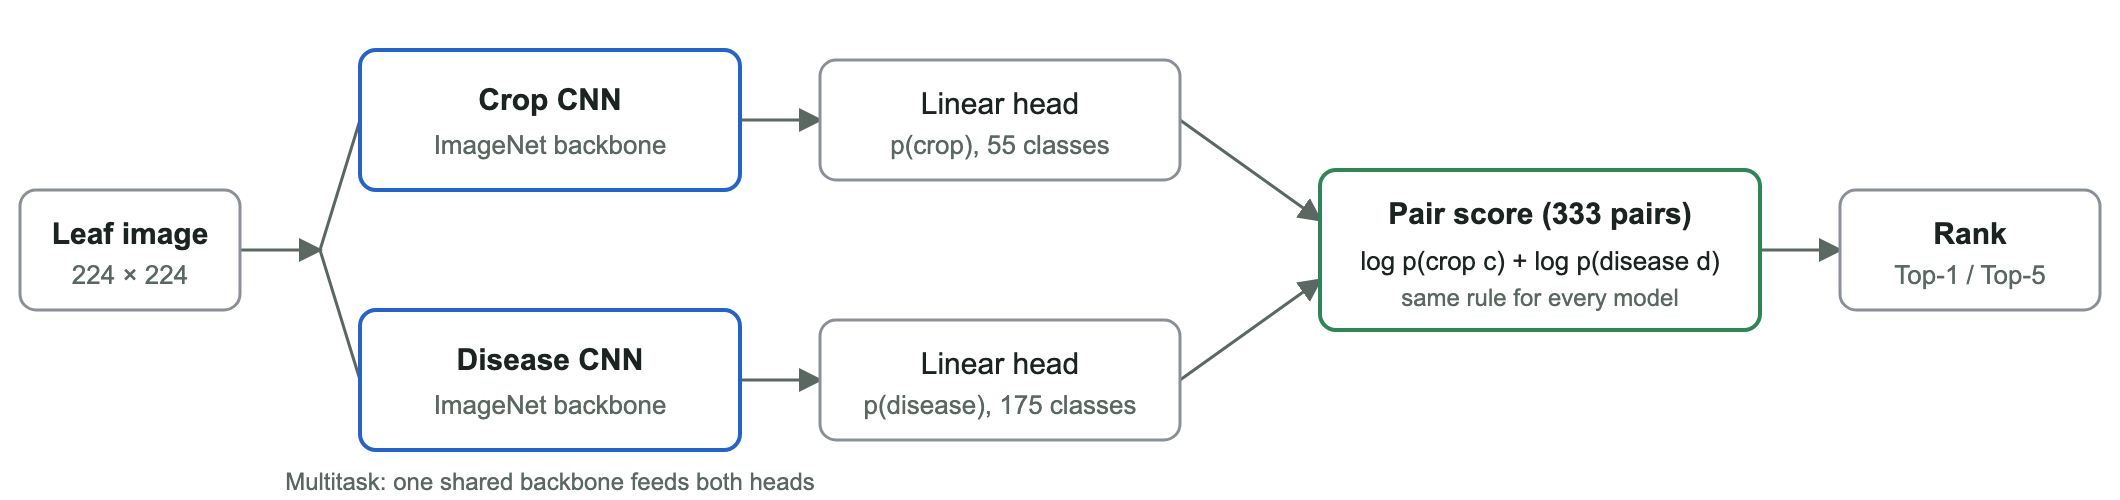 Leaf image
224 × 224
Crop CNN
ImageNet backbone
Linear head
p(crop), 55 classes
Disease CNN
ImageNet backbone
Linear head
p(disease), 175 classes
Multitask: one shared backbone feeds both heads
Pair score (333 pairs)
log p(crop c) + log p(disease d)
same rule for every model
Rank
Top-1 / Top-5